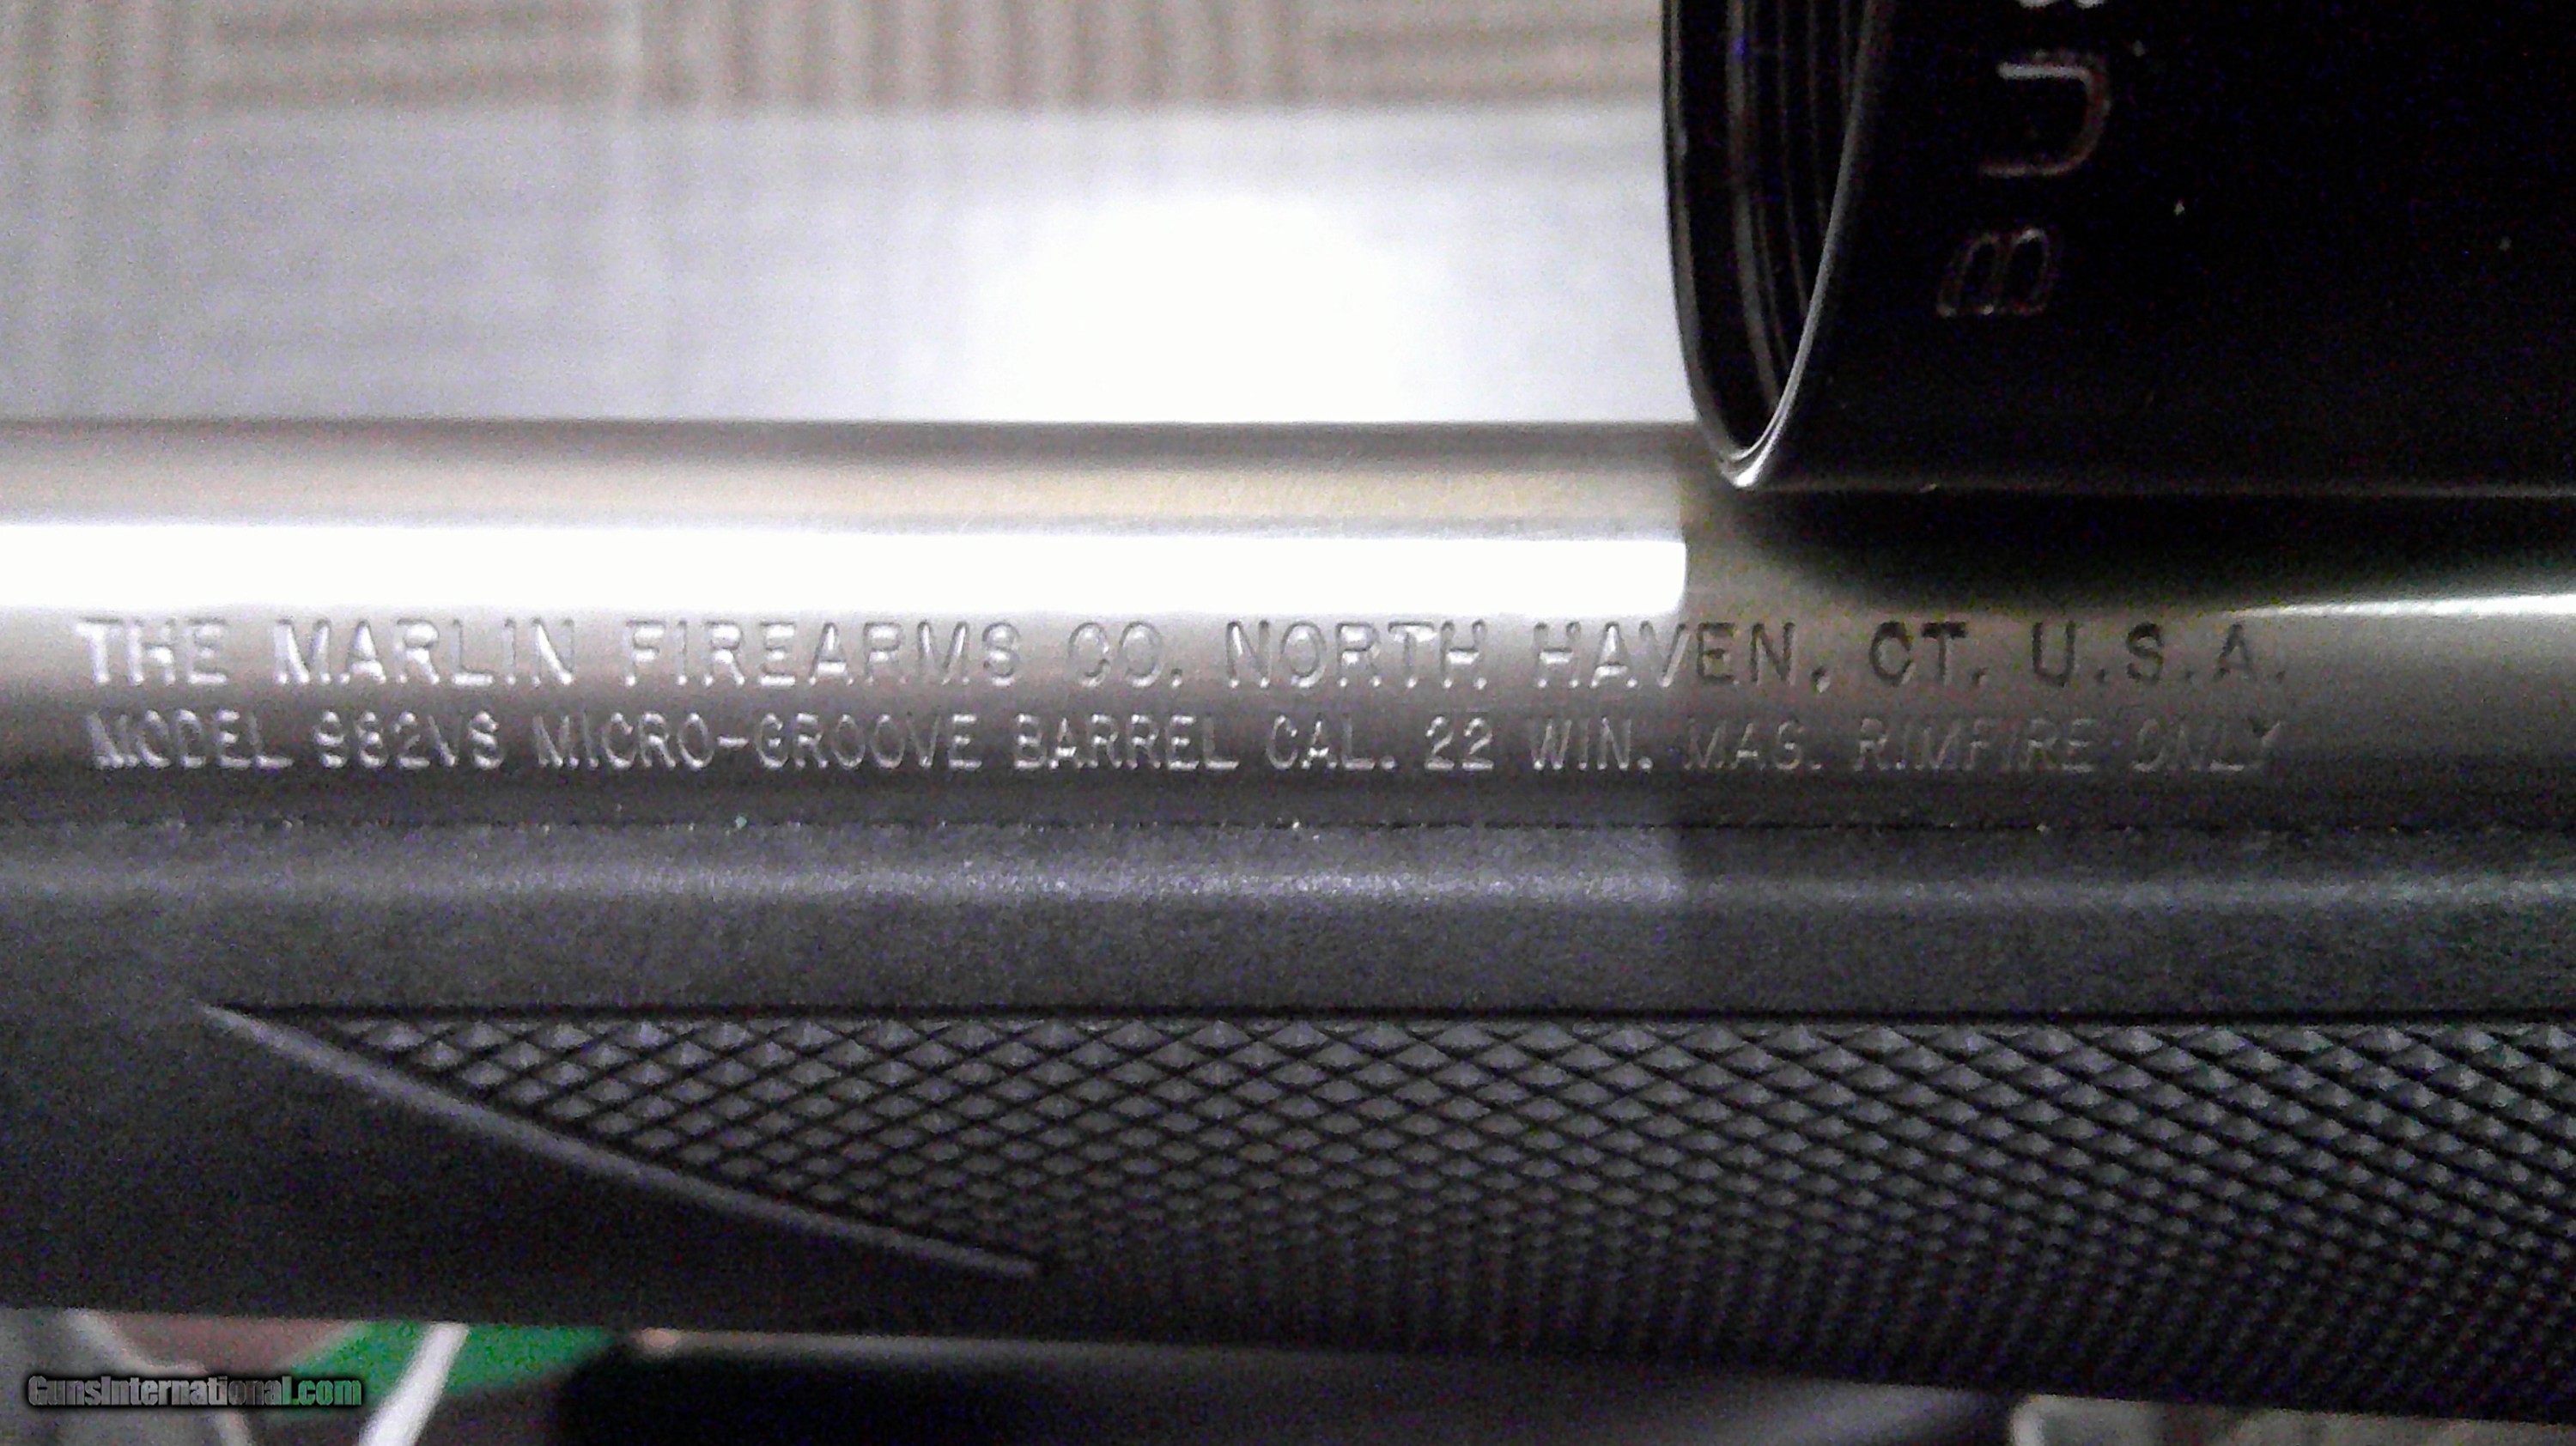 BUS
THE MARLIN FIREARMS CO. NORTH HAVEN, CT. U.S.A.
MODEL 982VS MICRO-GROOVE BARREL CAL. 22 WIN. MAG. RIMFIRE ONLY
GunsInternational.com